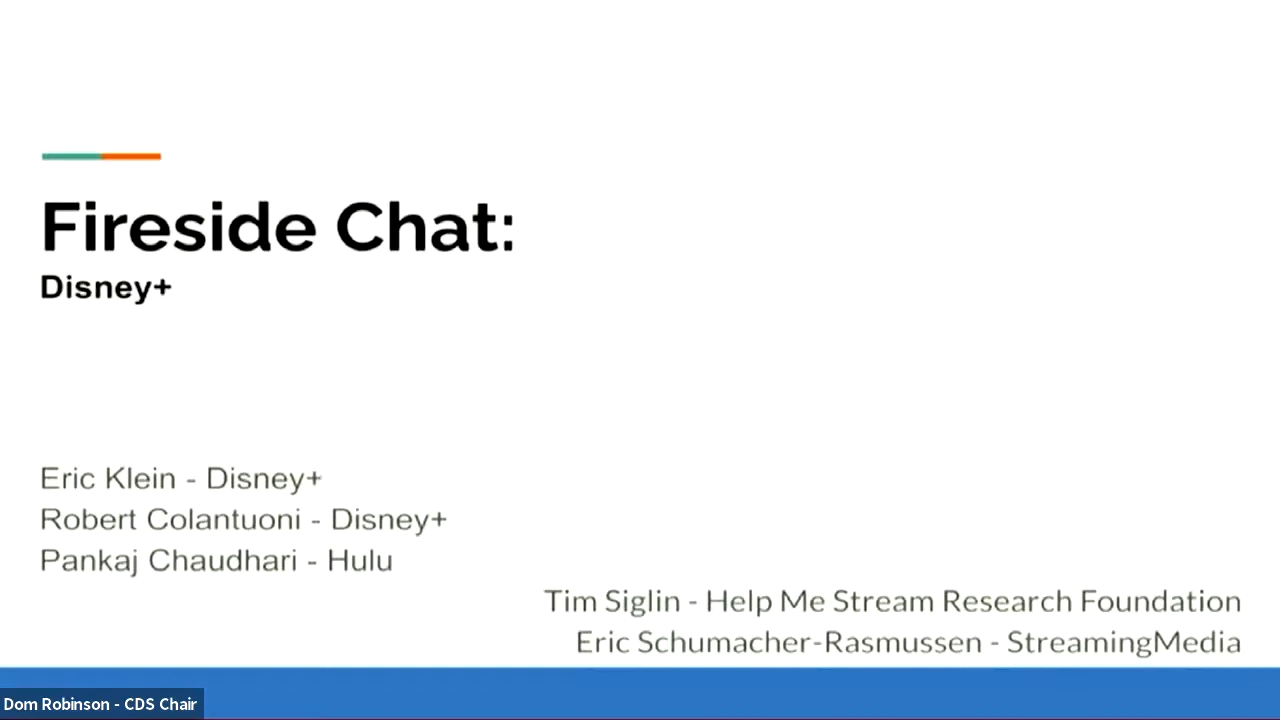 Fireside Chat:
Disney+
Eric Klein - Disney+
Robert Colantuoni - Disney+
Pankaj Chaudhari - Hulu
Tim Siglin - Help Me Stream Research Foundation
Eric Schumacher-Rasmussen - StreamingMedia
Dom Robinson - CDS Chair